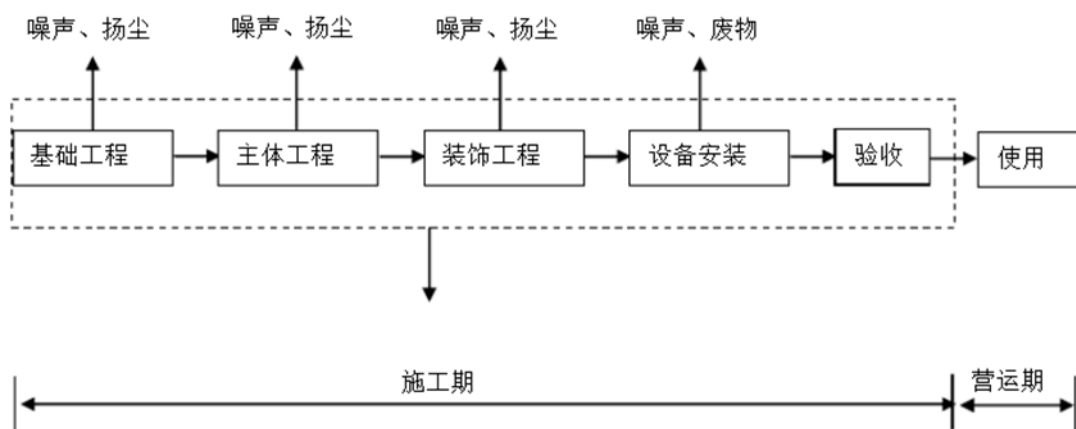 噪声、扬尘 噪声、扬尘 噪声、扬尘 噪声、废物
基础工程 主体工程 装饰工程 设备安装 验收 使用
施工期 营运期